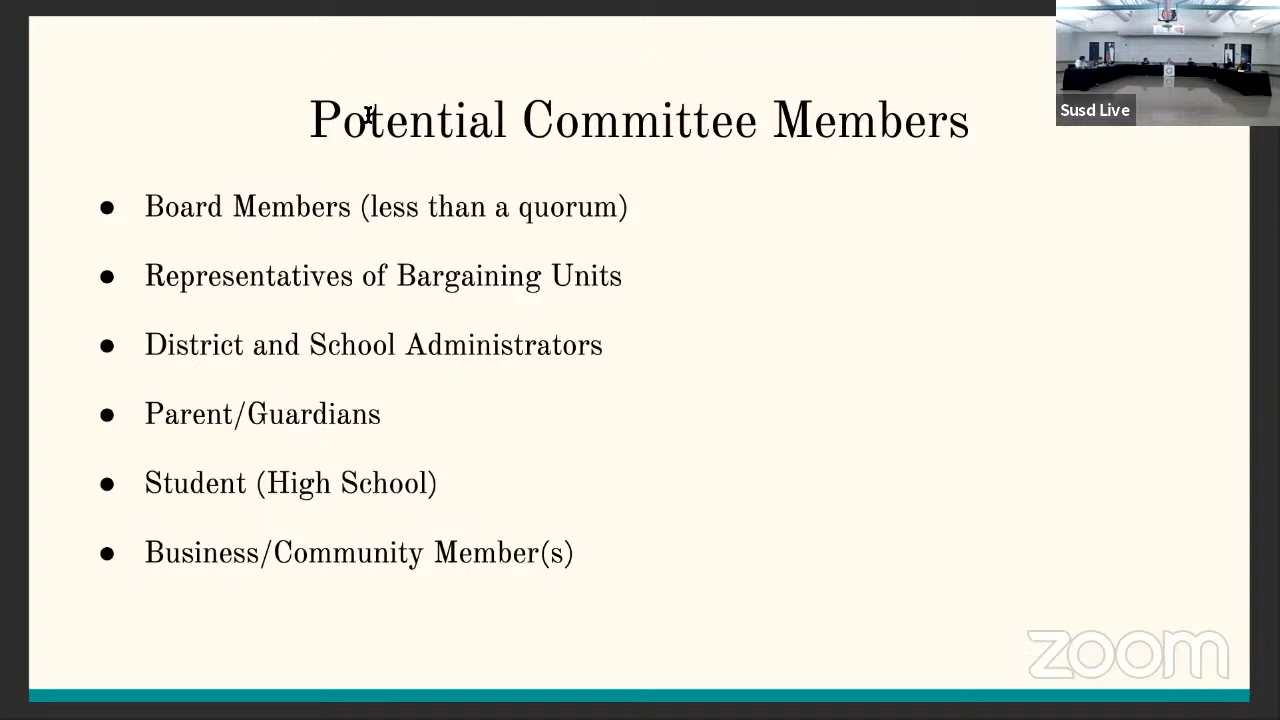 Potential Committee Members
Susd Live
● Board Members (less than a quorum)
● Representatives of Bargaining Units
● District and School Administrators
● Parent/Guardians
● Student (High School)
● Business/Community Member(s)
zoom